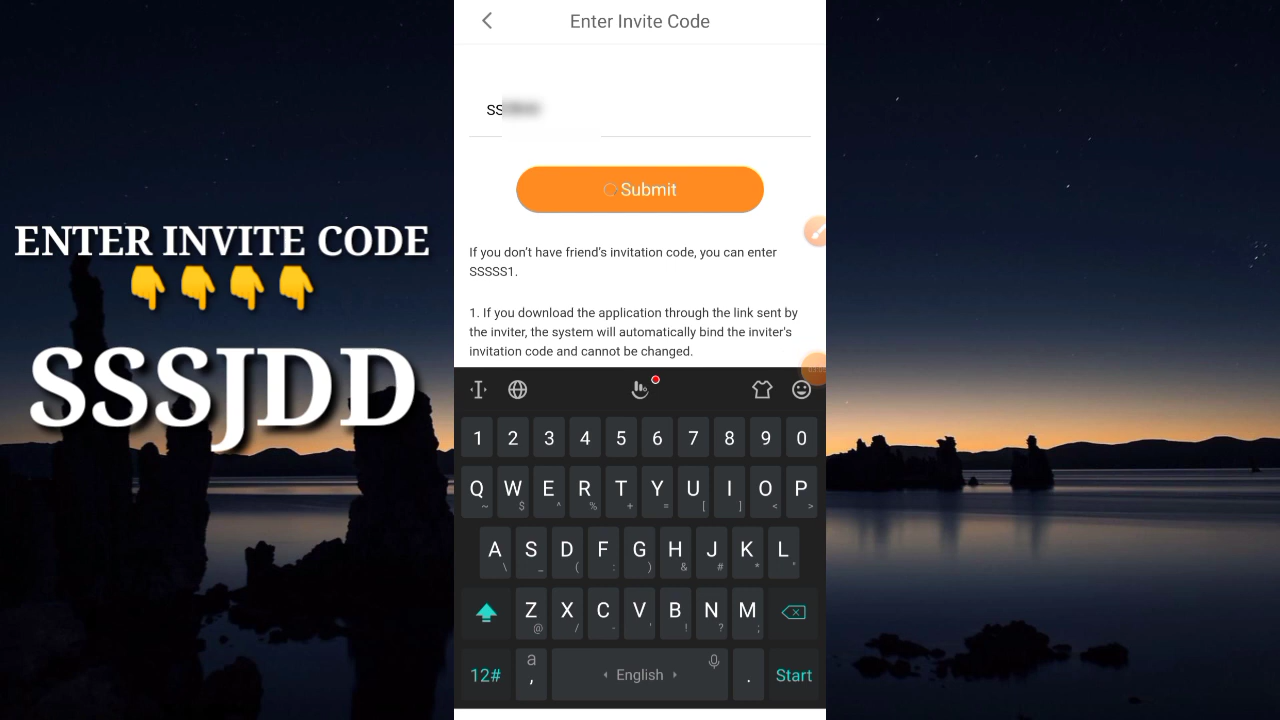 ENTER INVITE CODE
👇👇👇👇
SSSJDD
Enter Invite Code
ss
Submit
If you don't have friend's invitation code, you can enter
SSSSS1.
1. If you download the application through the link sent by
the inviter, the system will automatically bind the inviter's
invitation code and cannot be changed.
1 2 3 4 5 6 7 8 9 0
Q W E R T Y U I O P
~ $ ^ % + = [ ] < >
A S D F G H J K L
\ _ ( : ) & # * "
Z X C V B N M
@ / - ' ! ? ;
12# a , English . Start